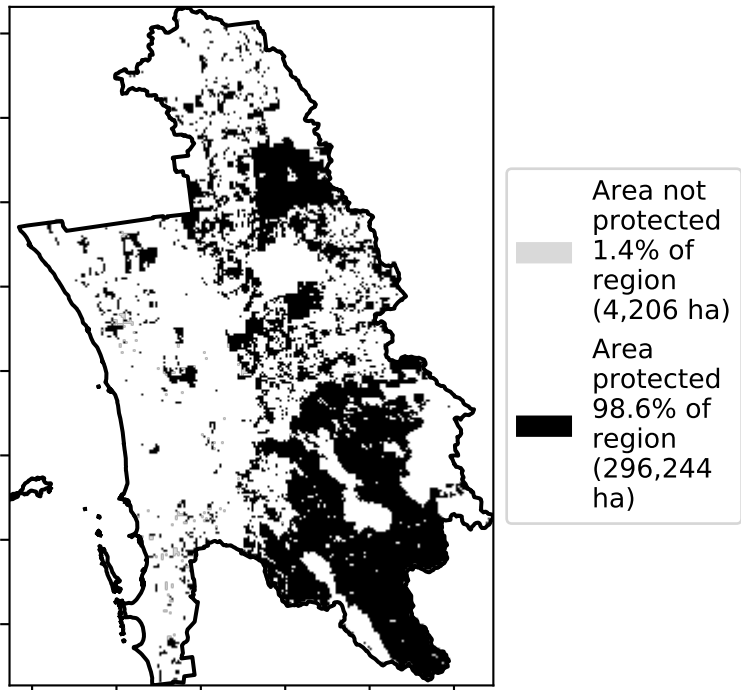 Area not
protected
1.4% of
region
(4,206 ha)
Area
protected
98.6% of
region
(296,244
ha)